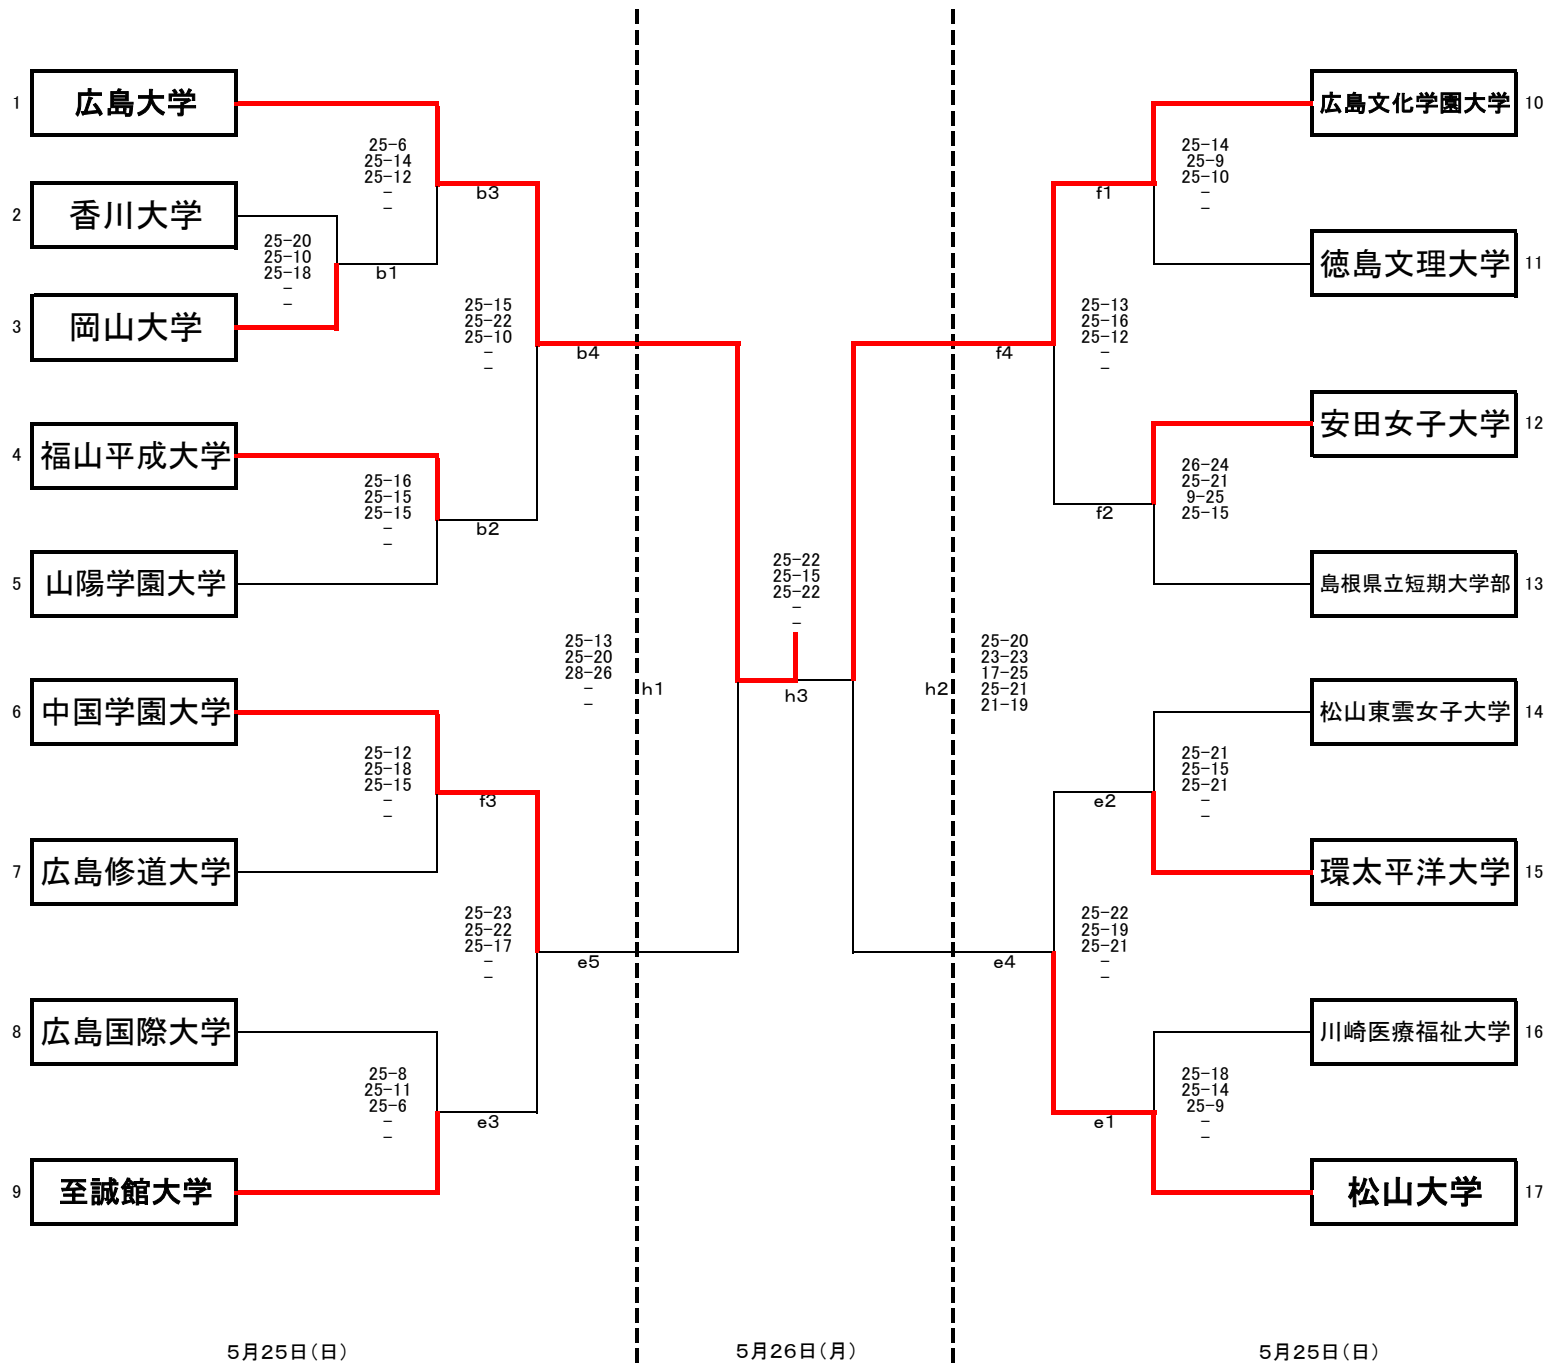 1
広島大学
25-6
25-14
25-12
-
-
b3
2
香川大学
25-20
25-10
25-18
-
-
b1
3
岡山大学
25-15
25-22
25-10
-
-
b4
4
福山平成大学
25-16
25-15
25-15
-
-
b2
5
山陽学園大学
25-13
25-20
28-26
-
-
h1
6
中国学園大学
25-12
25-18
25-15
-
-
f3
7
広島修道大学
25-23
25-22
25-17
-
-
e5
8
広島国際大学
25-8
25-11
25-6
-
-
e3
9
至誠館大学
25-22
25-15
25-22
-
-
h3
広島文化学園大学
10
25-14
25-9
25-10
-
-
f1
徳島文理大学
11
25-13
25-16
25-12
-
-
f4
安田女子大学
12
26-24
25-21
9-25
25-15
f2
島根県立短期大学部
13
25-20
23-23
17-25
25-21
21-19
h2
松山東雲女子大学
14
25-21
25-15
25-21
-
-
e2
環太平洋大学
15
25-22
25-19
25-21
-
-
e4
川崎医療福祉大学
16
25-18
25-14
25-9
-
-
e1
松山大学
17
5月25日(日)
5月26日(月)
5月25日(日)